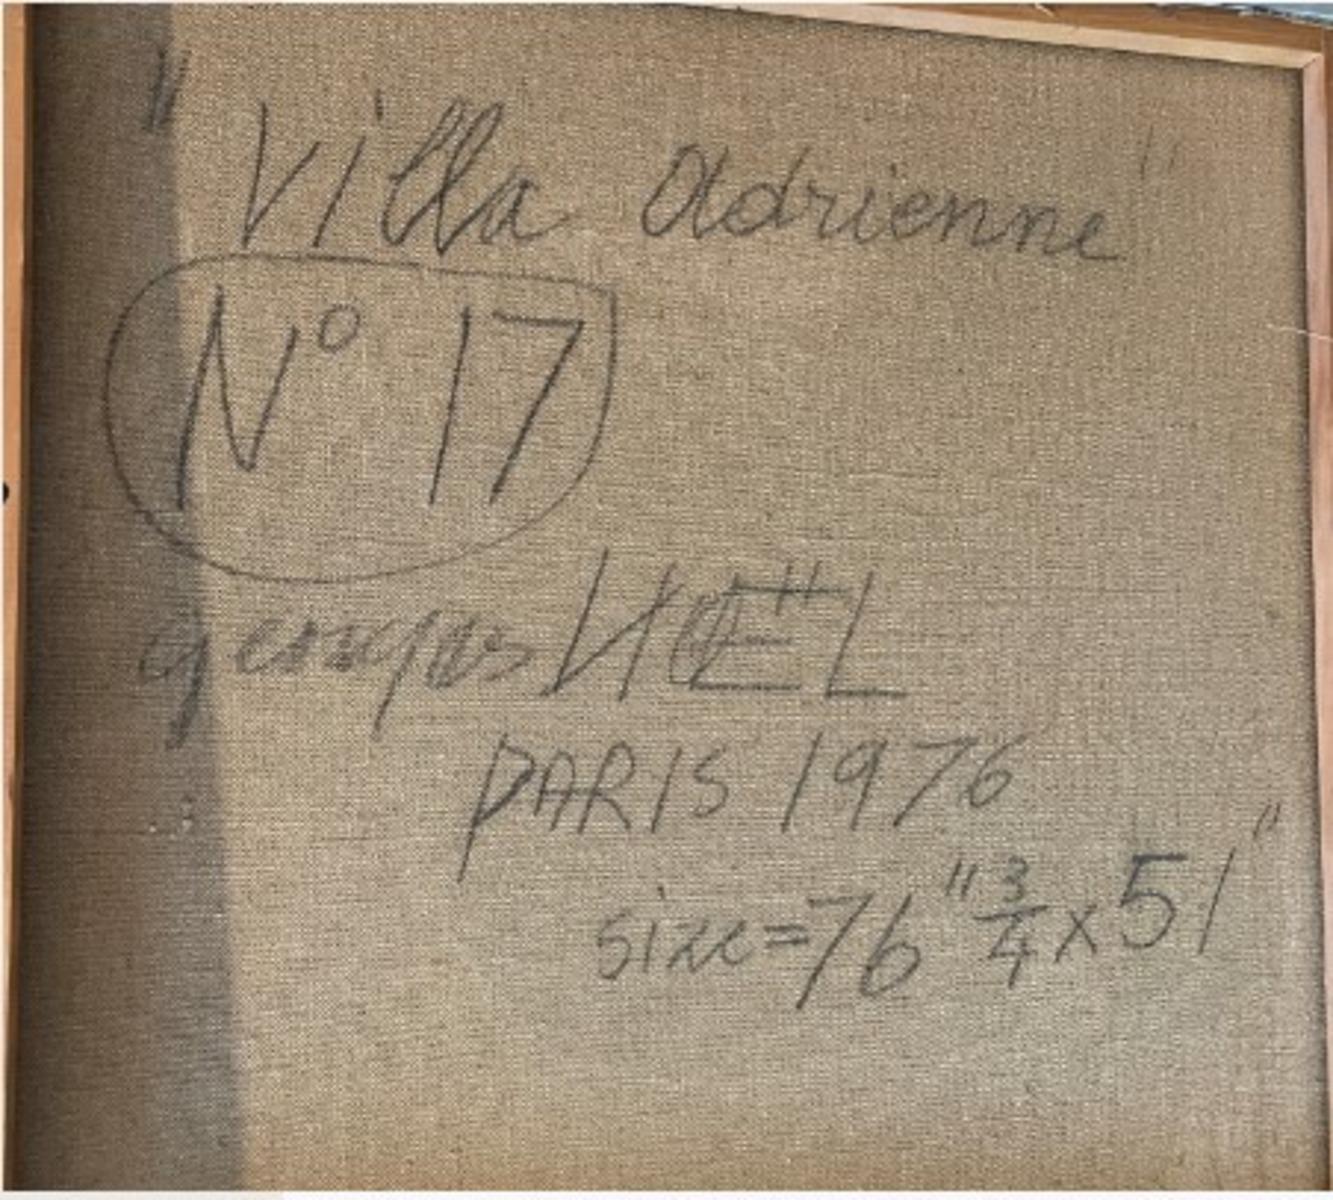 "Villa Adrienne"
N° 17
georges NOËL
PARIS 1976
size=76"3/4x51"